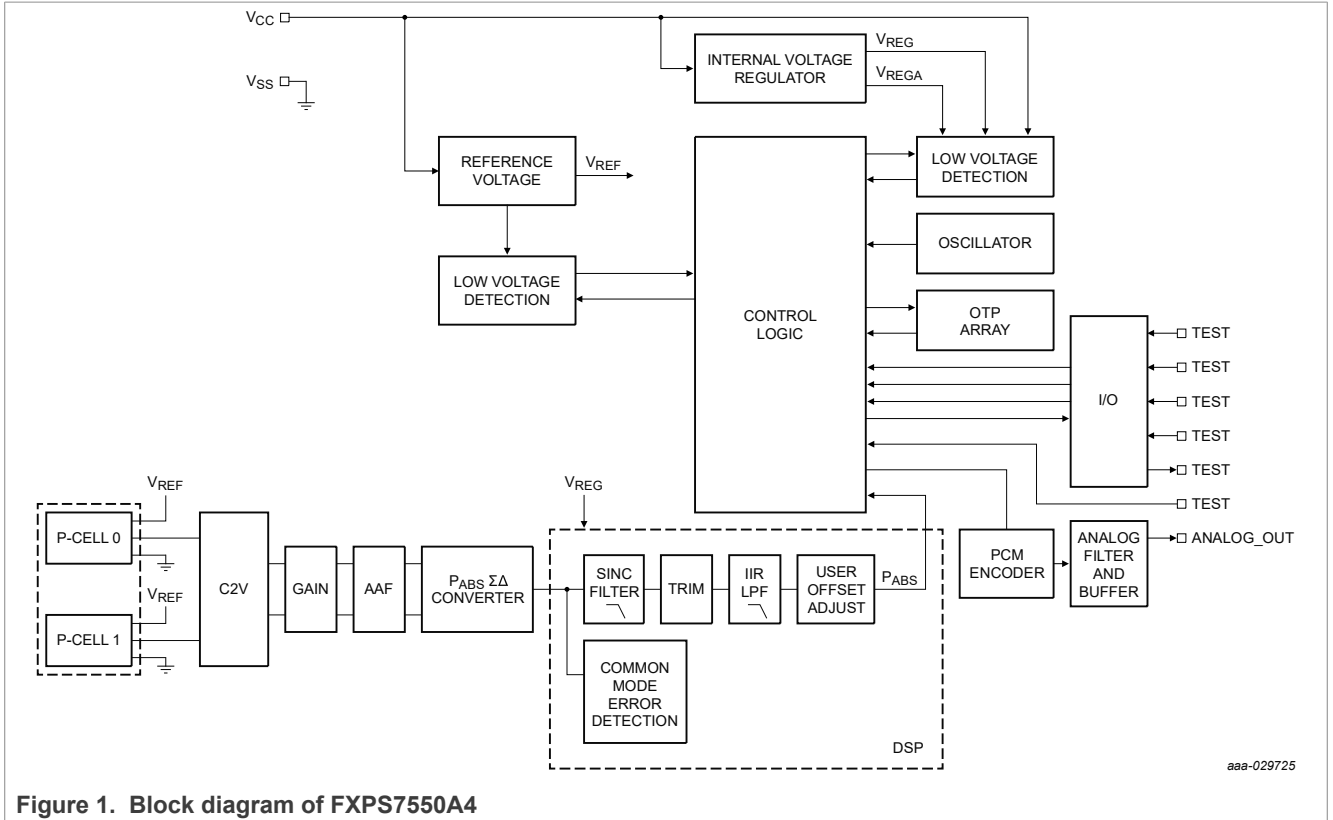 VCC
VSS
INTERNAL VOLTAGE
REGULATOR
VREG
VREGA
REFERENCE
VOLTAGE
VREF
LOW VOLTAGE
DETECTION
LOW VOLTAGE
DETECTION
OSCILLATOR
CONTROL
LOGIC
OTP
ARRAY
I/O
TEST
TEST
TEST
TEST
TEST
TEST
VREF
P-CELL 0
VREF
P-CELL 1
C2V
GAIN
AAF
PABS ΣΔ
CONVERTER
VREG
SINC
FILTER
TRIM
IIR
LPF
USER
OFFSET
ADJUST
PABS
COMMON
MODE
ERROR
DETECTION
DSP
PCM
ENCODER
ANALOG
FILTER
AND
BUFFER
ANALOG_OUT
aaa-029725
Figure 1. Block diagram of FXPS7550A4